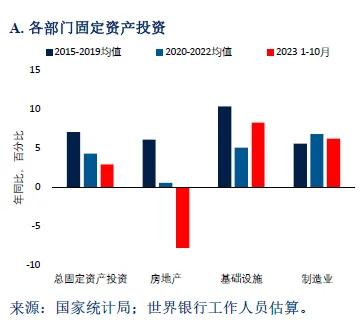 A. 各部门固定资产投资
2015-2019均值 2020-2022均值 2023 1-10月
15
10
5
0
-5
-10
年同比，百分比
总固定资产投资 房地产 基础设施 制造业
来源：国家统计局；世界银行工作人员估算。